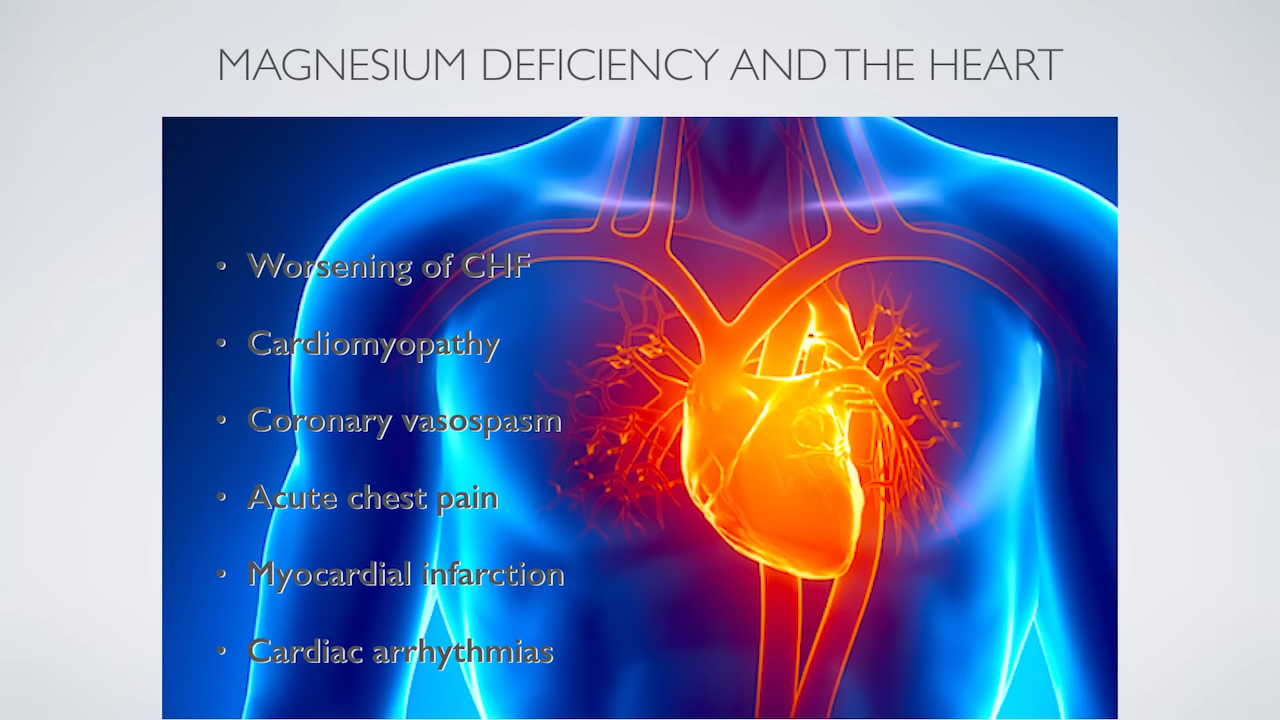 MAGNESIUM DEFICIENCY AND THE HEART
• Worsening of CHF
• Cardiomyopathy
• Coronary vasospasm
• Acute chest pain
• Myocardial infarction
• Cardiac arrhythmias